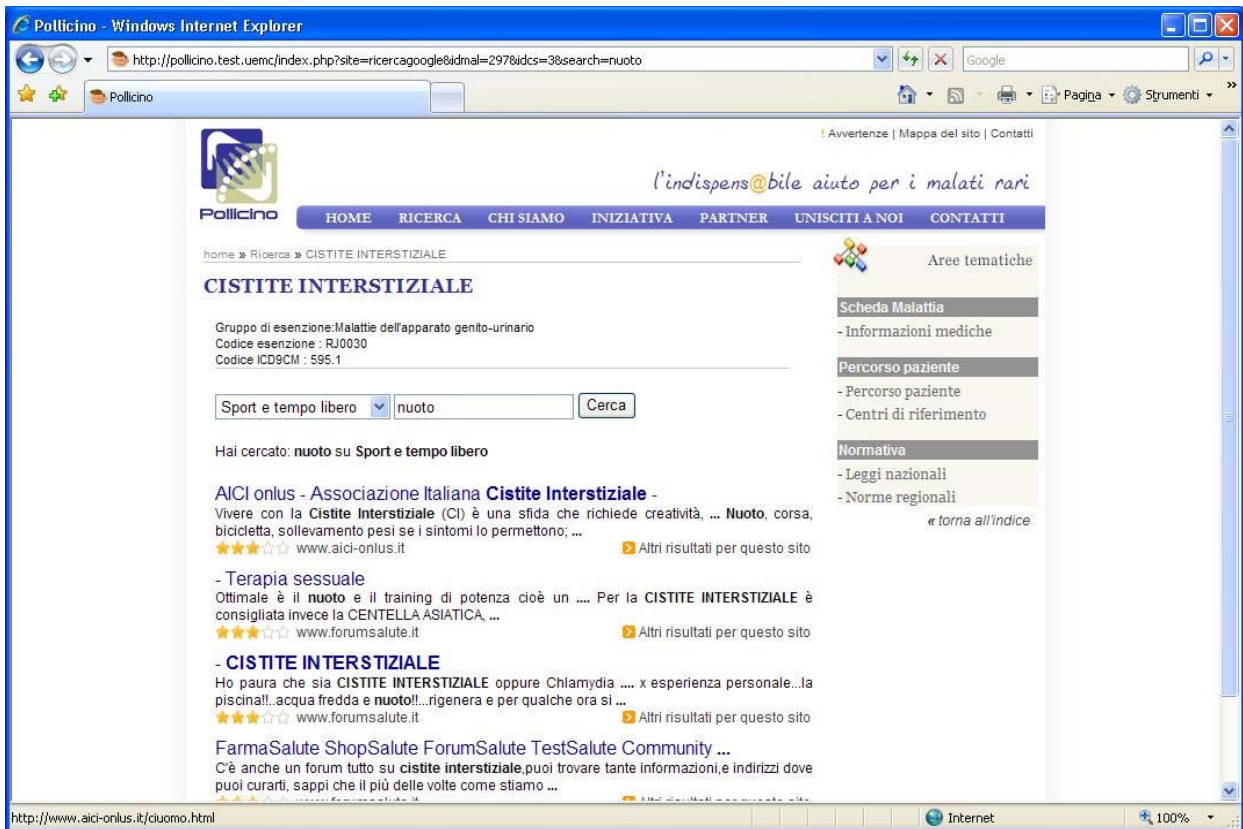 Pollicino - Windows Internet Explorer
http://pollicino.test.uemc/index.php?site=ricercagoogle&idmal=297&idcs=3&search=nuoto
Google
Pollicino
Pagina
Strumenti
»
! Avvertenze | Mappa del sito | Contatti
l'indispens@bile aiuto per i malati rari
Pollicino
HOME RICERCA CHI SIAMO INIZIATIVA PARTNER UNISCITI A NOI CONTATTI
home » Ricerca » CISTITE INTERSTIZIALE
CISTITE INTERSTIZIALE
Gruppo di esenzione:Malattie dell'apparato genito-urinario
Codice esenzione : RJ0030
Codice ICD9CM : 595.1
Sport e tempo libero nuoto Cerca
Hai cercato: nuoto su Sport e tempo libero
AICI onlus - Associazione Italiana Cistite Interstiziale -
Vivere con la Cistite Interstiziale (CI) è una sfida che richiede creatività, ... Nuoto, corsa,
bicicletta, sollevamento pesi se i sintomi lo permettono; ...
www.aici-onlus.it Altri risultati per questo sito
- Terapia sessuale
Ottimale è il nuoto e il training di potenza cioè un .... Per la CISTITE INTERSTIZIALE è
consigliata invece la CENTELLA ASIATICA, ...
www.forumsalute.it Altri risultati per questo sito
- CISTITE INTERSTIZIALE
Ho paura che sia CISTITE INTERSTIZIALE oppure Chlamydia .... x esperienza personale...la
piscina!!..acqua fredda e nuoto!!...rigenera e per qualche ora si ...
www.forumsalute.it Altri risultati per questo sito
FarmaSalute ShopSalute ForumSalute TestSalute Community ...
C'è anche un forum tutto su cistite interstiziale,puoi trovare tante informazioni,e indirizzi dove
puoi curarti, sappi che il più delle volte come stiamo ...
Aree tematiche
Scheda Malattia
- Informazioni mediche
Percorso paziente
- Percorso paziente
- Centri di riferimento
Normativa
- Leggi nazionali
- Norme regionali
« torna all'indice
http://www.aici-onlus.it/ciuomo.html
Internet
100%